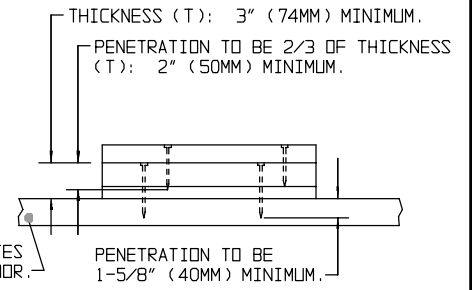 THICKNESS (T): 3" (74MM) MINIMUM.
PENETRATION TO BE 2/3 OF THICKNESS
(T): 2" (50MM) MINIMUM.
PENETRATION TO BE
1-5/8" (40MM) MINIMUM.